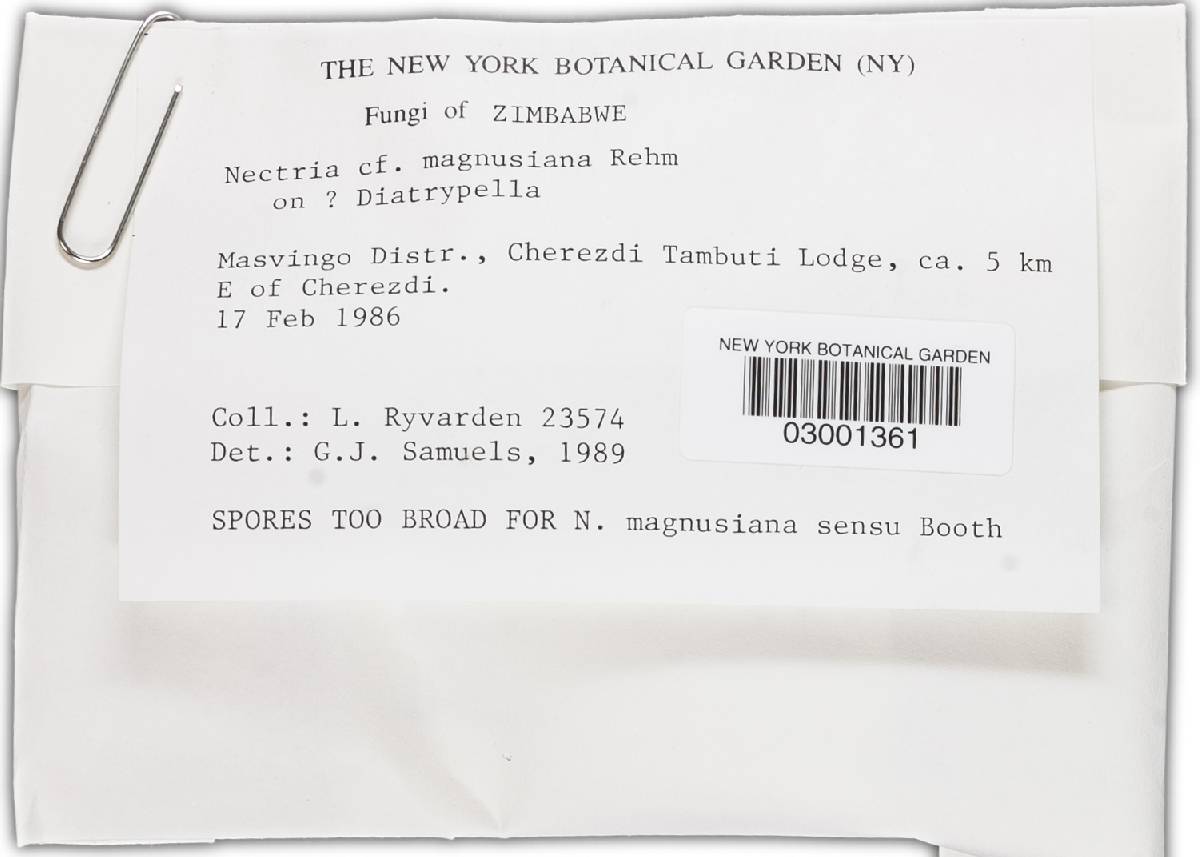 THE NEW YORK BOTANICAL GARDEN (NY)
Fungi of ZIMBABWE
Nectria cf. magnusiana Rehm
on ? Diatrypella
Masvingo Distr., Cherezdi Tambuti Lodge, ca. 5 km
E of Cherezdi.
17 Feb 1986
NEW YORK BOTANICAL GARDEN
03001361
Coll.: L. Ryvarden 23574
Det.: G.J. Samuels, 1989
SPORES TOO BROAD FOR N. magnusiana sensu Booth